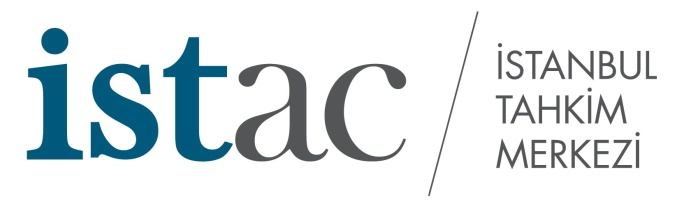 istac
İSTANBUL
TAHKİM
MERKEZİ